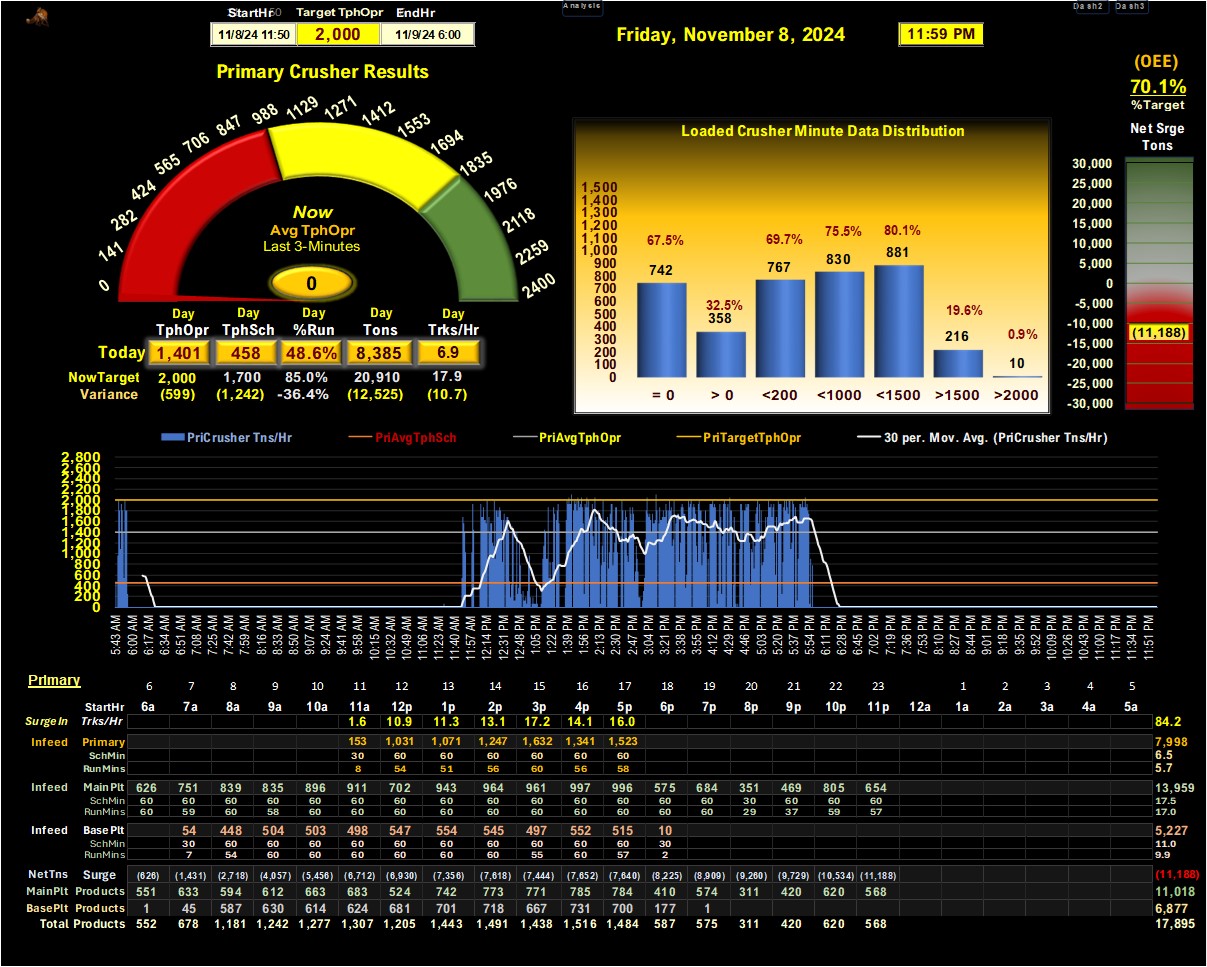 StartHr Target TphOpr EndHr
11/8/24 11:50 2,000 11/9/24 6:00
Analysis
Dash2 Dash3
Friday, November 8, 2024 11:59 PM
(OEE)
70.1%
%Target
Net Srge
Tons
30,000
25,000
20,000
15,000
10,000
5,000
0
-5,000
-10,000
(11,188)
-15,000
-20,000
-25,000
-30,000
Primary Crusher Results
0 141 282 424 565 706 847 988 1129 1271 1412 1553 1694 1835 1976 2118 2259 2400
Now
Avg TphOpr
Last 3-Minutes
0
Day Day Day Day Day
TphOpr TphSch %Run Tons Trks/Hr
Today 1,401 458 48.6% 8,385 6.9
NowTarget 2,000 1,700 85.0% 20,910 17.9
Variance (599) (1,242) -36.4% (12,525) (10.7)
Loaded Crusher Minute Data Distribution
1,500
1,400
1,300
1,200
1,100
1,000
900
800
700
600
500
400
300
200
100
0
67.5% 32.5% 69.7% 75.5% 80.1% 19.6% 0.9%
742 358 767 830 881 216 10
= 0 > 0 <200 <1000 <1500 >1500 >2000
PriCrusher Tns/Hr PriAvgTphSch PriAvgTphOpr PriTargetTphOpr 30 per. Mov. Avg. (PriCrusher Tns/Hr)
2,800
2,600
2,400
2,200
2,000
1,800
1,600
1,400
1,200
1,000
800
600
400
200
0
5:43 AM 6:00 AM 6:17 AM 6:34 AM 6:51 AM 7:08 AM 7:25 AM 7:42 AM 7:59 AM 8:16 AM 8:33 AM 8:50 AM 9:07 AM 9:24 AM 9:41 AM 9:58 AM 10:15 AM 10:32 AM 10:49 AM 11:06 AM 11:23 AM 11:40 AM 11:57 AM 12:14 PM 12:31 PM 12:48 PM 1:05 PM 1:22 PM 1:39 PM 1:56 PM 2:13 PM 2:30 PM 2:47 PM 3:04 PM 3:21 PM 3:38 PM 3:55 PM 4:12 PM 4:29 PM 4:46 PM 5:03 PM 5:20 PM 5:37 PM 5:54 PM 6:11 PM 6:28 PM 6:45 PM 7:02 PM 7:19 PM 7:36 PM 7:53 PM 8:10 PM 8:27 PM 8:44 PM 9:01 PM 9:18 PM 9:35 PM 9:52 PM 10:09 PM 10:26 PM 10:43 PM 11:00 PM 11:17 PM 11:34 PM 11:51 PM
Primary
6 7 8 9 10 11 12 13 14 15 16 17 18 19 20 21 22 23 1 2 3 4 5
StartHr 6a 7a 8a 9a 10a 11a 12p 1p 2p 3p 4p 5p 6p 7p 8p 9p 10p 11p 12a 1a 2a 3a 4a 5a
Surge In Trks/Hr 1.6 10.9 11.3 13.1 17.2 14.1 16.0 84.2
Infeed Primary 153 1,031 1,071 1,247 1,632 1,341 1,523 7,998
SchMin 30 60 60 60 60 60 60 6.5
RunMins 8 54 51 56 60 56 58 5.7
Infeed MainPlt 626 751 839 835 896 911 702 943 964 961 997 996 575 684 351 469 805 654 13,959
SchMin 60 60 60 60 60 60 60 60 60 60 60 60 60 60 30 60 60 60 17.5
RunMins 60 59 60 58 60 60 60 60 60 60 60 60 60 60 29 37 59 57 17.0
Infeed Base Plt 54 448 504 503 498 547 554 545 497 552 515 10 5,227
SchMin 30 60 60 60 60 60 60 60 60 60 60 30 11.0
RunMins 7 54 60 60 60 60 60 60 55 60 57 2 9.9
NetTns Surge (626) (1,431) (2,718) (4,057) (5,456) (6,712) (6,930) (7,356) (7,618) (7,444) (7,652) (7,640) (8,225) (8,909) (9,260) (9,729) (10,534) (11,188) (11,188)
MainPlt Products 551 633 594 612 663 683 524 742 773 771 785 784 410 574 311 420 620 568 11,018
BasePlt Products 1 45 587 630 614 624 681 701 718 667 731 700 177 1 6,877
Total Products 552 678 1,181 1,242 1,277 1,307 1,205 1,443 1,491 1,438 1,516 1,484 587 575 311 420 620 568 17,895